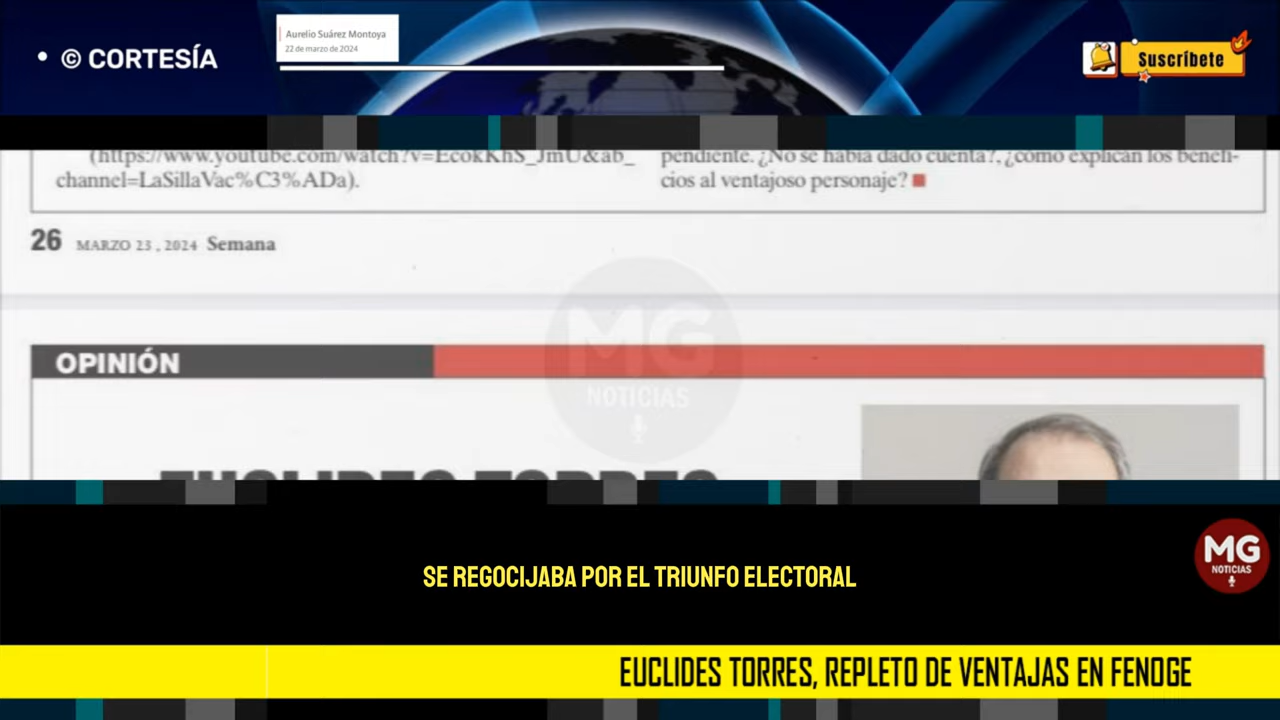 • © CORTESÍA
Aurelio Suárez Montoya
22 de marzo de 2024
Suscríbete
(https://www.youtube.com/watch?v=EcokKhS_JmU&ab_
channel=LaSillaVac%C3%ADa).
pendiente. ¿No se había dado cuenta?, ¿cómo explican los benefi-
cios al ventajoso personaje?
26 MARZO 23, 2024 Semana
MG
NOTICIAS
OPINIÓN
EUCLIDES TORRES
SE REGOCIJABA POR EL TRIUNFO ELECTORAL
MG
NOTICIAS
EUCLIDES TORRES, REPLETO DE VENTAJAS EN FENOGE